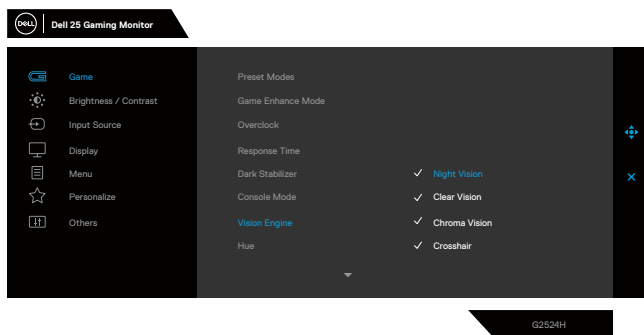 DELL
Dell 25 Gaming Monitor
Game
Brightness / Contrast
Input Source
Display
Menu
Personalize
Others
Preset Modes
Game Enhance Mode
Overclock
Response Time
Dark Stabilizer
Console Mode
Vision Engine
Hue
Night Vision
Clear Vision
Chroma Vision
Crosshair
G2524H